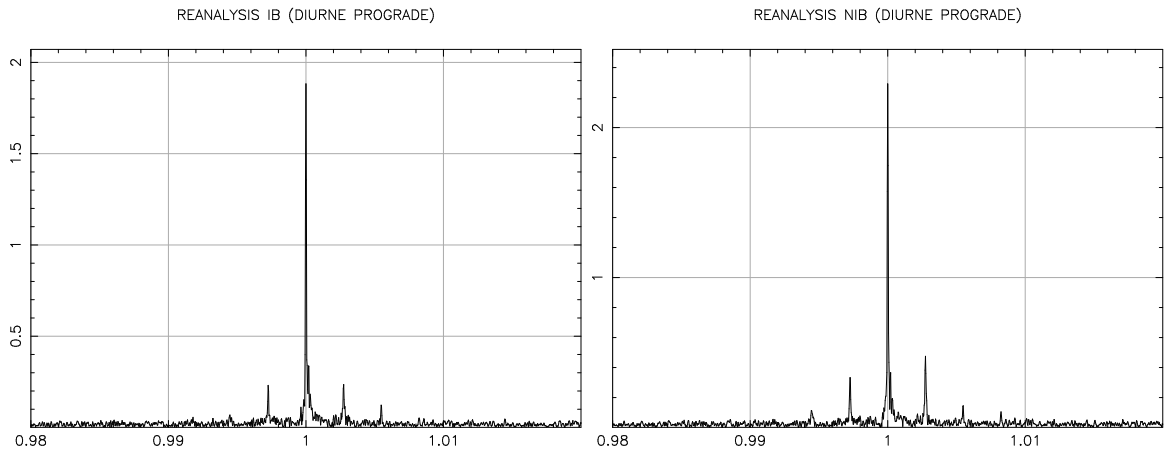 REANALYSIS IB (DIURNE PROGRADE)
2
1.5
1
0.5
0.98 0.99 1 1.01
REANALYSIS NIB (DIURNE PROGRADE)
2
1
0.98 0.99 1 1.01